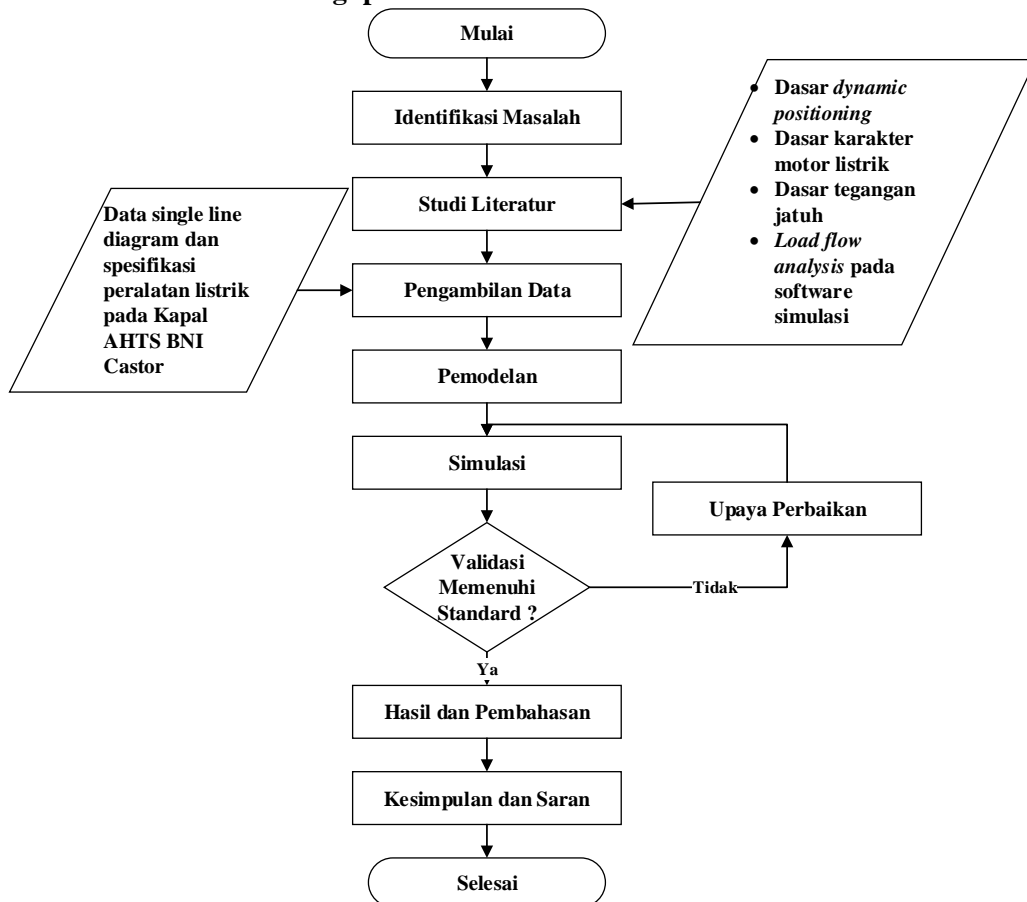 Mulai
Identifikasi Masalah
• Dasar dynamic
positioning
• Dasar karakter
motor listrik
• Dasar tegangan
jatuh
• Load flow
analysis pada
software
simulasi
Studi Literatur
Data single line
diagram dan
spesifikasi
peralatan listrik
pada Kapal
AHTS BNI
Castor
Pengambilan Data
Pemodelan
Simulasi
Upaya Perbaikan
Validasi
Memenuhi
Standard ?
Tidak
Ya
Hasil dan Pembahasan
Kesimpulan dan Saran
Selesai